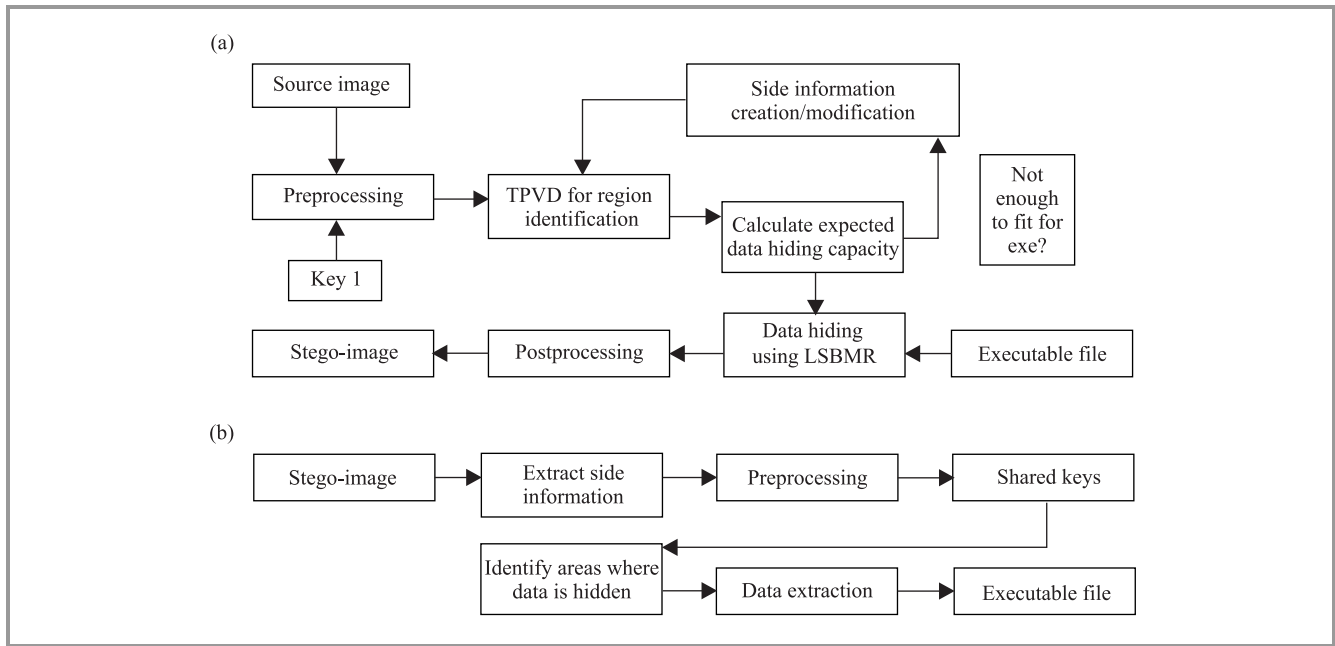 (a)
Source image
Side information
creation/modification
Preprocessing
TPVD for region
identification
Not
enough
to fit for
exe?
Calculate expected
data hiding capacity
Key 1
Stego-image
Postprocessing
Data hiding
using LSBMR
Executable file
(b)
Stego-image
Extract side
information
Preprocessing
Shared keys
Identify areas where
data is hidden
Data extraction
Executable file